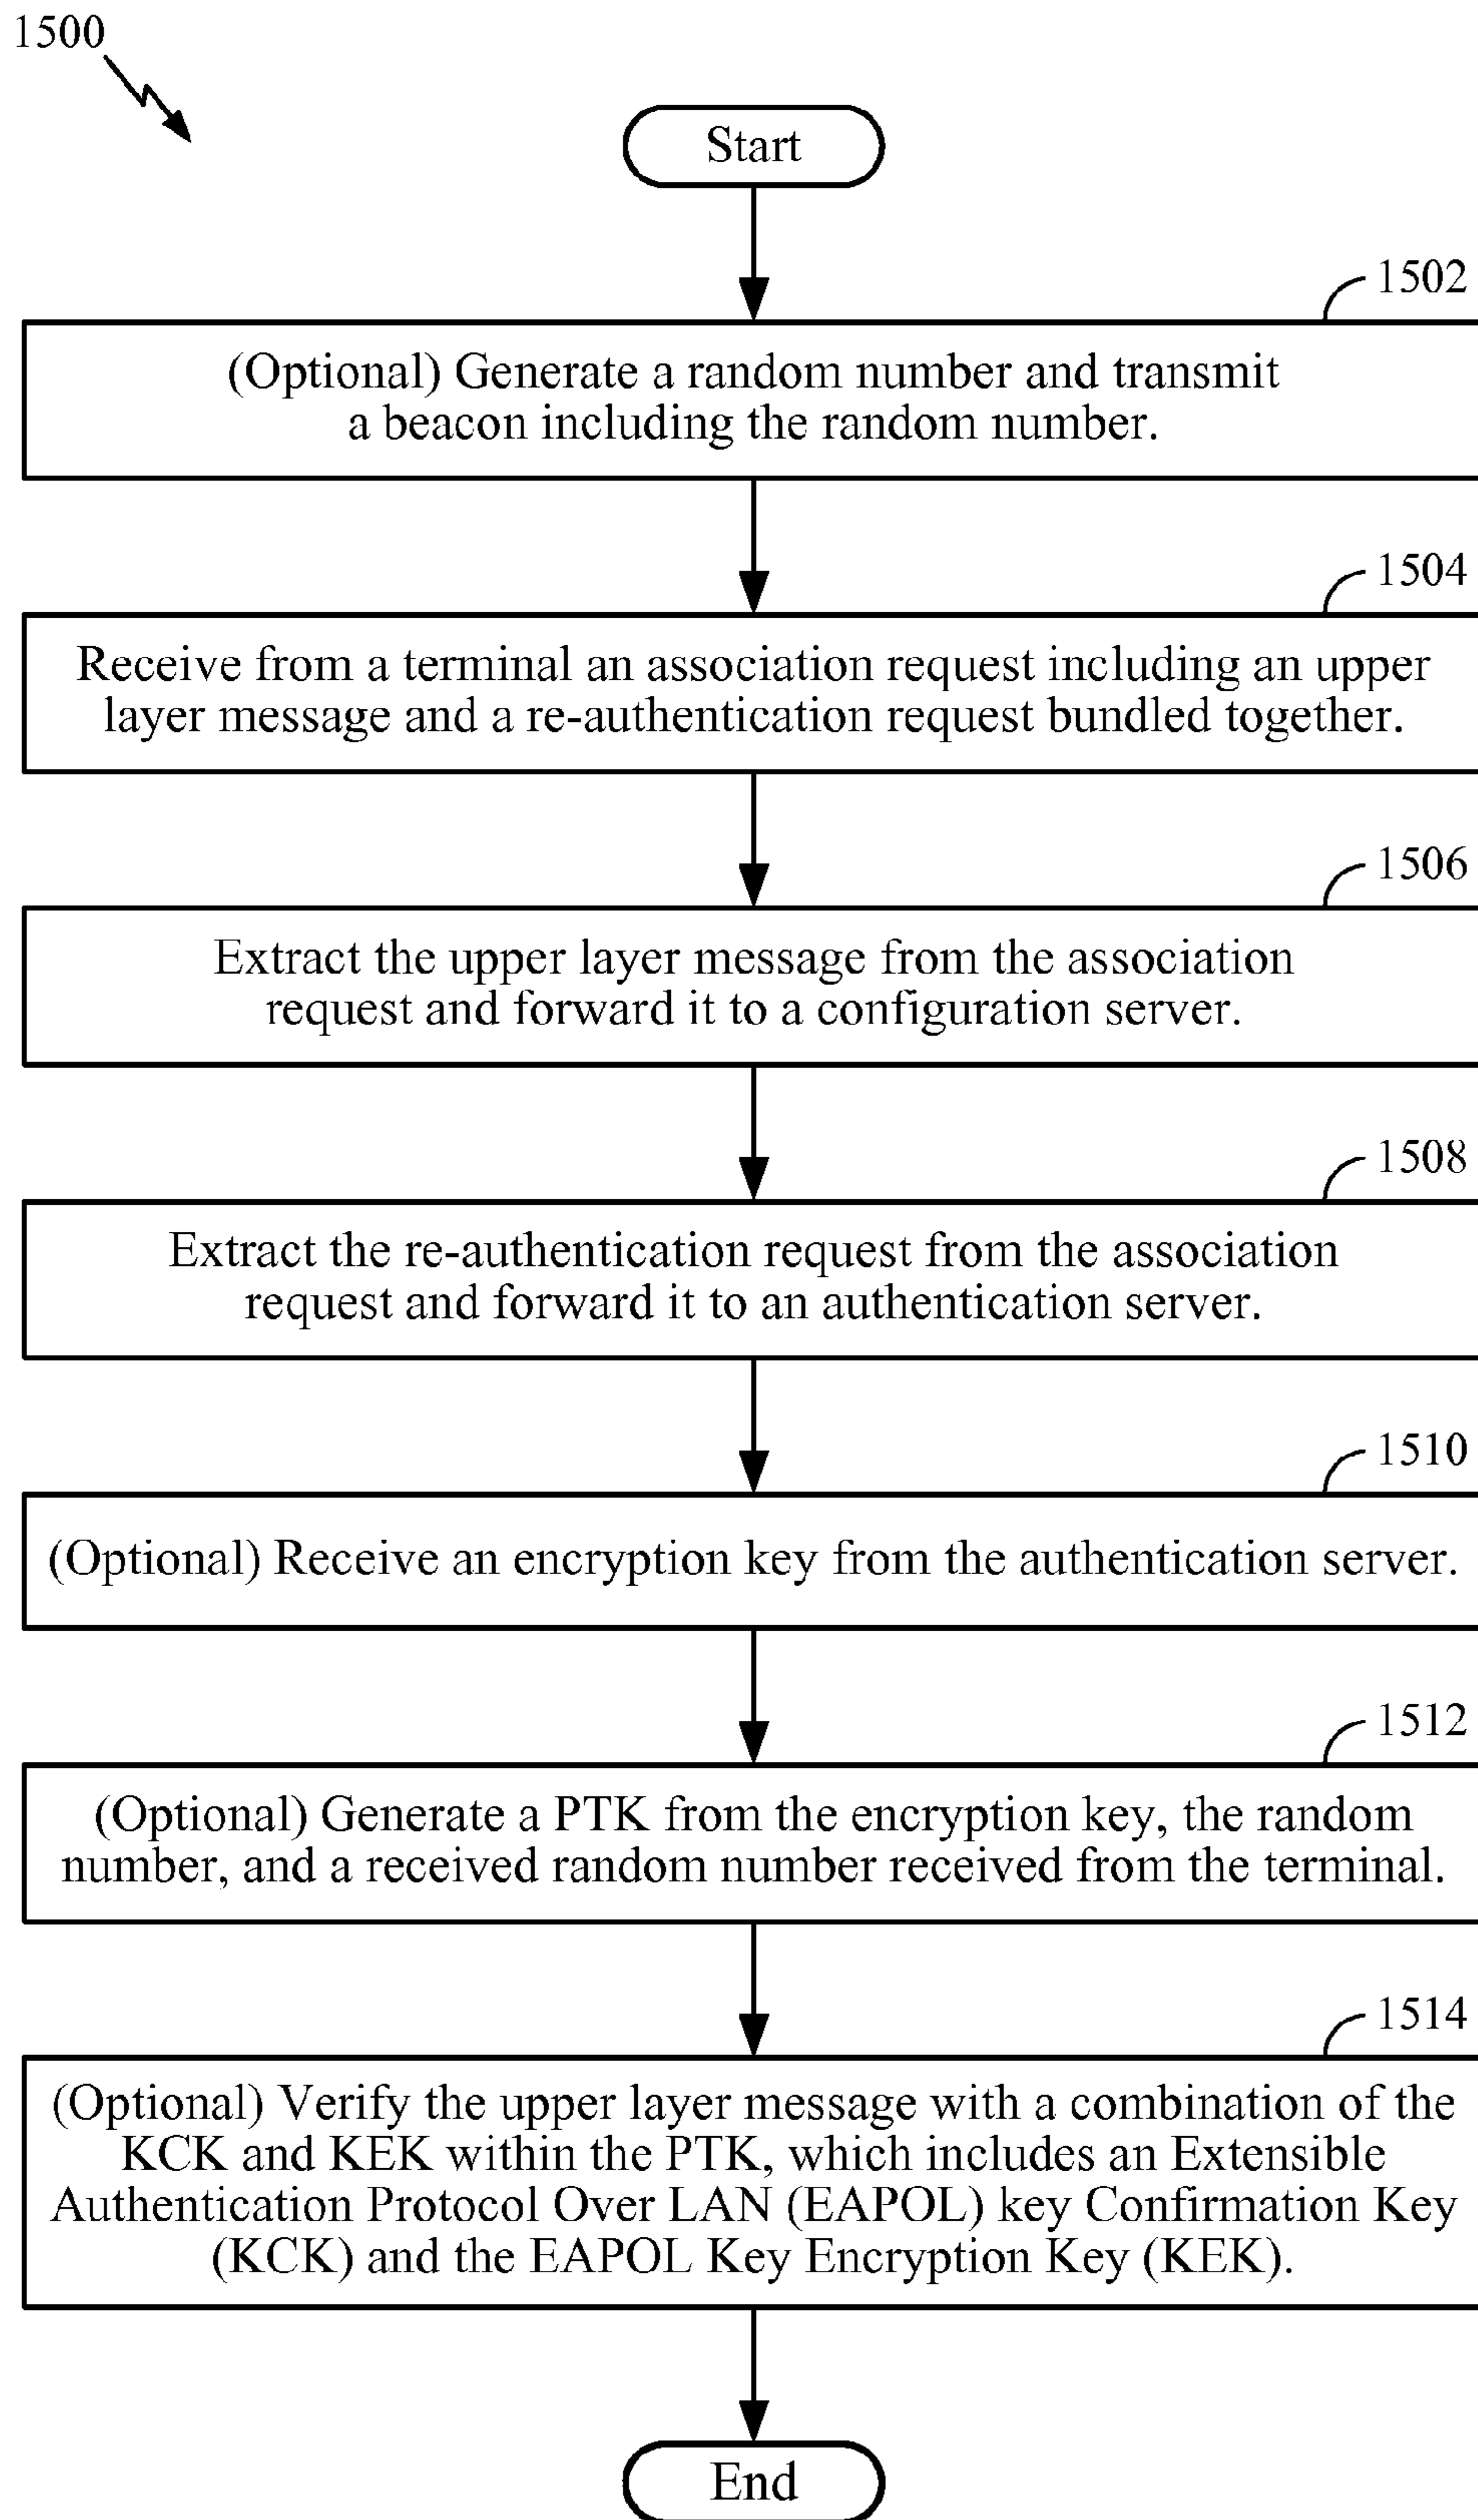 1500
Start
1502
(Optional) Generate a random number and transmit
a beacon including the random number.
1504
Receive from a terminal an association request including an upper
layer message and a re-authentication request bundled together.
1506
Extract the upper layer message from the association
request and forward it to a configuration server.
1508
Extract the re-authentication request from the association
request and forward it to an authentication server.
1510
(Optional) Receive an encryption key from the authentication server.
1512
(Optional) Generate a PTK from the encryption key, the random
number, and a received random number received from the terminal.
1514
(Optional) Verify the upper layer message with a combination of the
KCK and KEK within the PTK, which includes an Extensible
Authentication Protocol Over LAN (EAPOL) key Confirmation Key
(KCK) and the EAPOL Key Encryption Key (KEK).
End